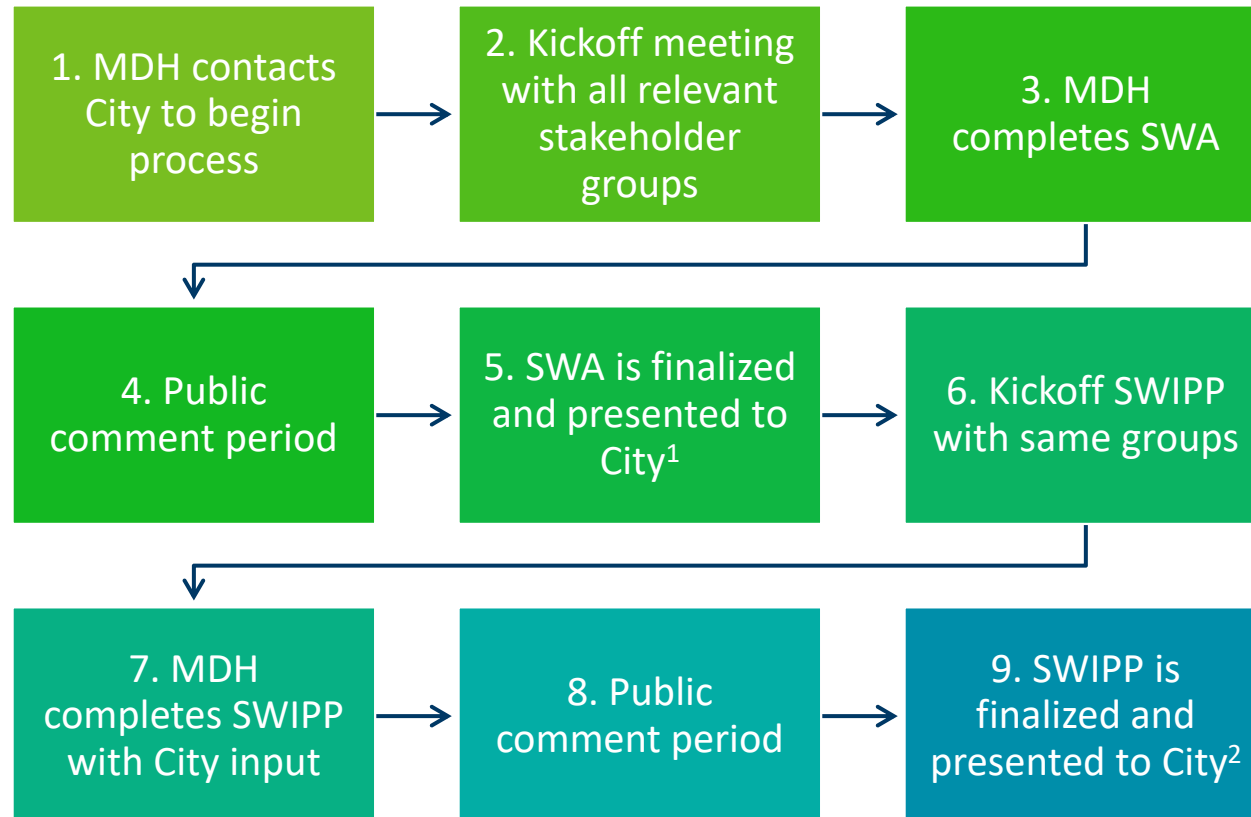 1. MDH contacts
City to begin
process
2. Kickoff meeting
with all relevant
stakeholder
groups
3. MDH
completes SWA
4. Public
comment period
5. SWA is finalized
and presented to
City¹
6. Kickoff SWIPP
with same groups
7. MDH
completes SWIPP
with City input
8. Public
comment period
9. SWIPP is
finalized and
presented to City²